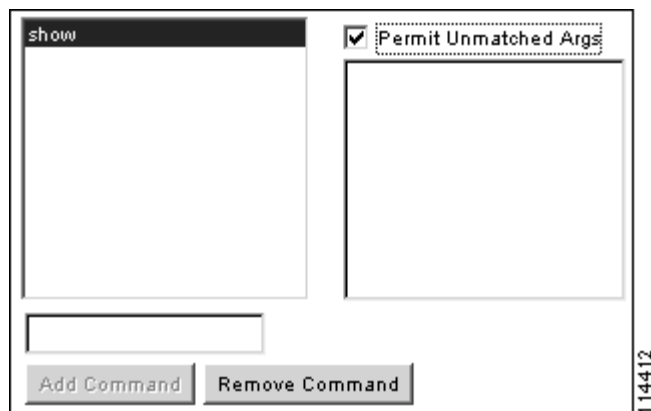 show
Permit Unmatched Args
Add Command
Remove Command
114412